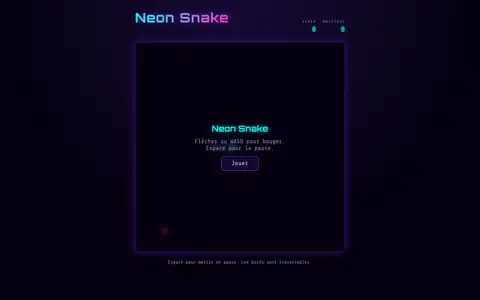 Neon Snake
score meilleur
0 0
Neon Snake
Flèches ou WASD pour bouger.
Espace pour la pause.
Jouer
Espace pour mettre en pause. Les bords sont traversables.